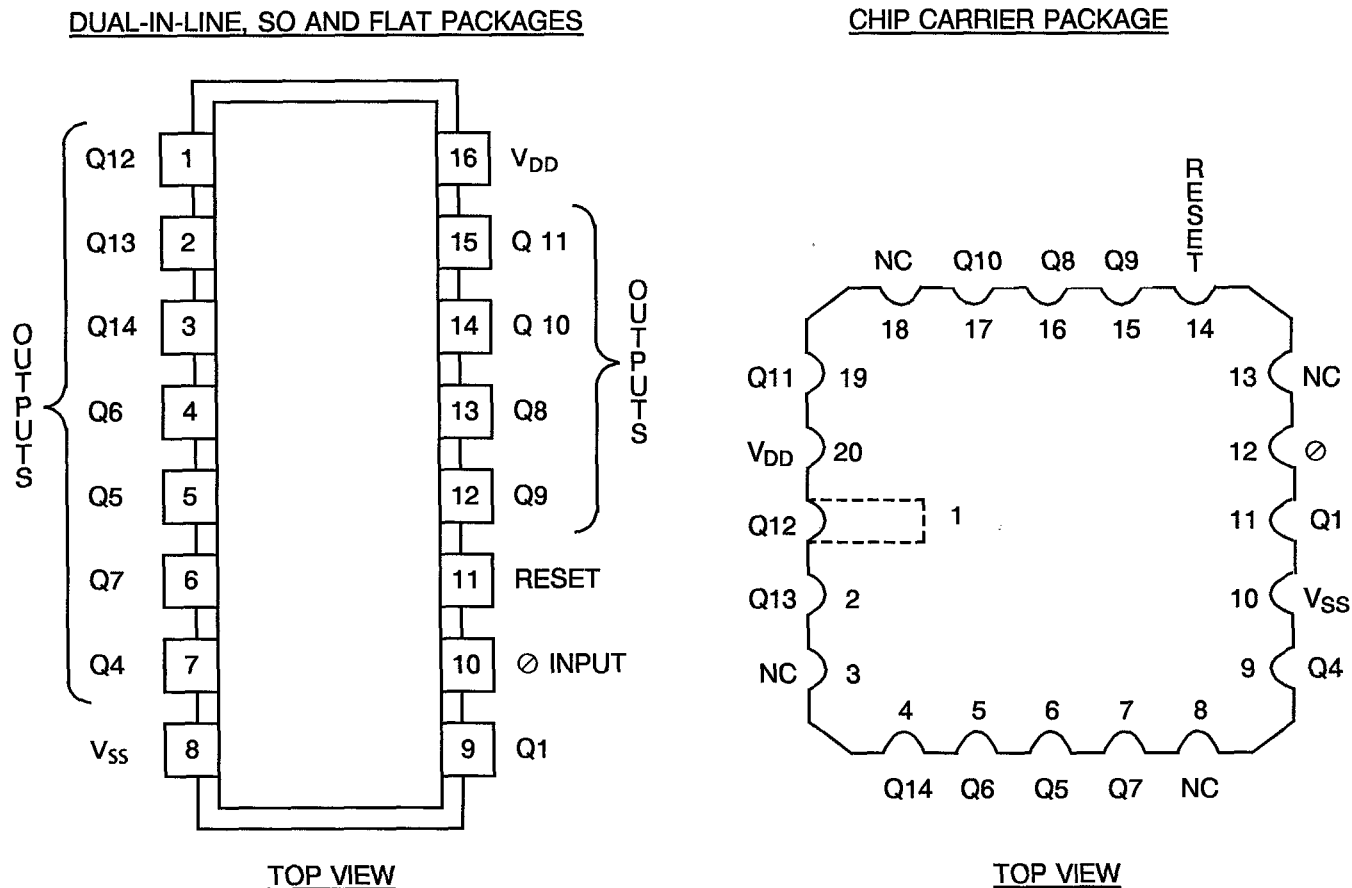 DUAL-IN-LINE, SO AND FLAT PACKAGES
OUTPUTS
Q12 1 16 VDD
Q13 2 15 Q 11
Q14 3 14 Q 10
Q6 4 13 Q8
Q5 5 12 Q9
OUTPUTS
Q7 6 11 RESET
Q4 7 10 ⊘ INPUT
VSS 8 9 Q1
TOP VIEW
CHIP CARRIER PACKAGE
RESET
NC Q10 Q8 Q9
18 17 16 15 14
Q11 19 13 NC
VDD 20 12 ⊘
Q12 1 11 Q1
Q13 2 10 VSS
NC 3 9 Q4
4 5 6 7 8
Q14 Q6 Q5 Q7 NC
TOP VIEW